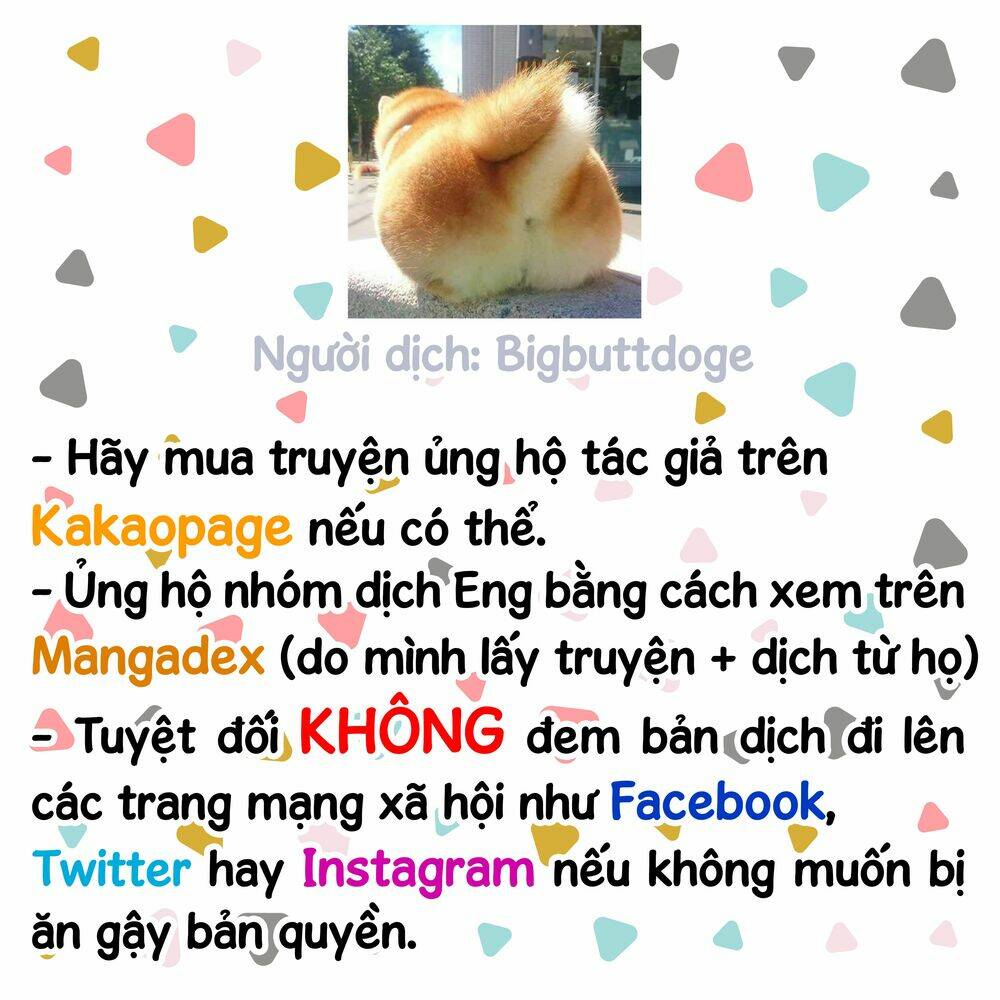 Người dịch: Bigbuttdoge
- Hãy mua truyện ủng hộ tác giả trên
Kakaopage nếu có thể.
- Ủng hộ nhóm dịch Eng bằng cách xem trên
Mangadex (do mình lấy truyện + dịch từ họ)
- Tuyệt đối KHÔNG đem bản dịch đi lên
các trang mạng xã hội như Facebook,
Twitter hay Instagram nếu không muốn bị
ăn gậy bản quyền.